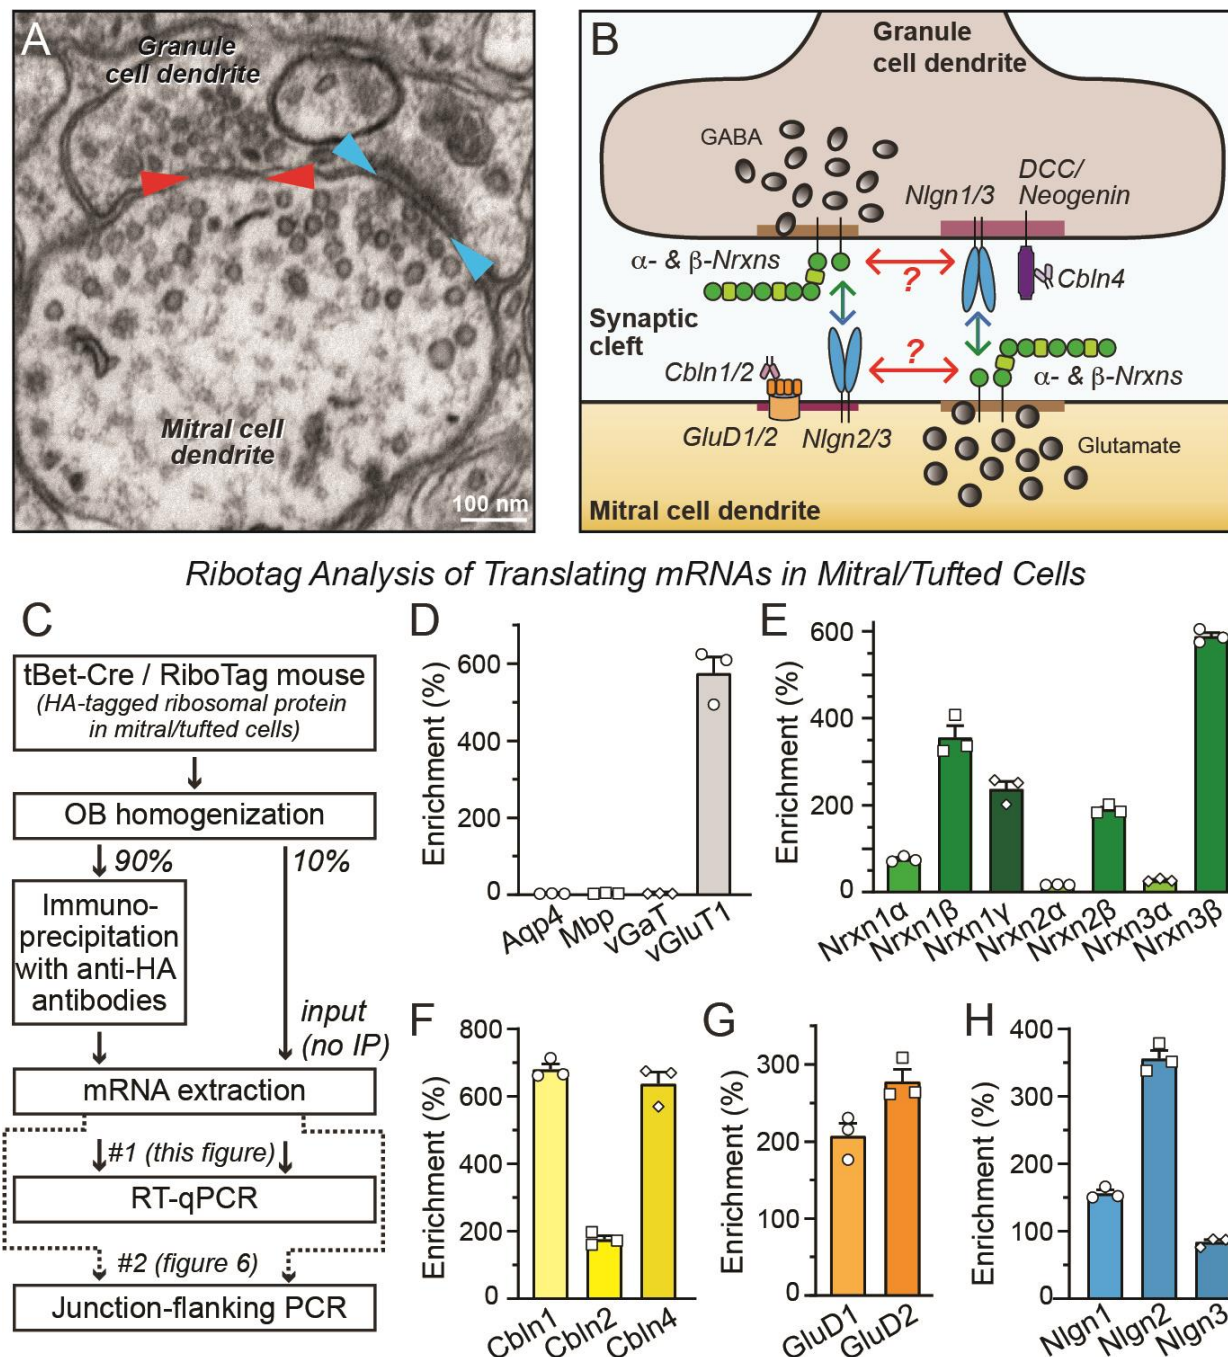 A
Granule
cell dendrite
Mitral cell
dendrite
100 nm
B
Granule
cell dendrite
GABA
Nlgn1/3
DCC/
Neogenin
α- & β-Nrxns
?
Cbln4
Synaptic
cleft
Cbln1/2
?
α- & β-Nrxns
GluD1/2
Nlgn2/3
Glutamate
Mitral cell dendrite
Ribotag Analysis of Translating mRNAs in Mitral/Tufted Cells
C
tBet-Cre / RiboTag mouse
(HA-tagged ribosomal protein
in mitral/tufted cells)
OB homogenization
90%
10%
Immuno-
precipitation
with anti-HA
antibodies
input
(no IP)
mRNA extraction
#1 (this figure)
RT-qPCR
#2 (figure 6)
Junction-flanking PCR
D
Enrichment (%)
600
400
200
0
Aqp4
Mbp
vGaT
vGluT1
E
Enrichment (%)
600
400
200
0
Nrxn1α
Nrxn1β
Nrxn1γ
Nrxn2α
Nrxn2β
Nrxn3α
Nrxn3β
F
Enrichment (%)
800
600
400
200
0
Cbln1
Cbln2
Cbln4
G
Enrichment (%)
300
200
100
0
GluD1
GluD2
H
Enrichment (%)
400
300
200
100
0
Nlgn1
Nlgn2
Nlgn3